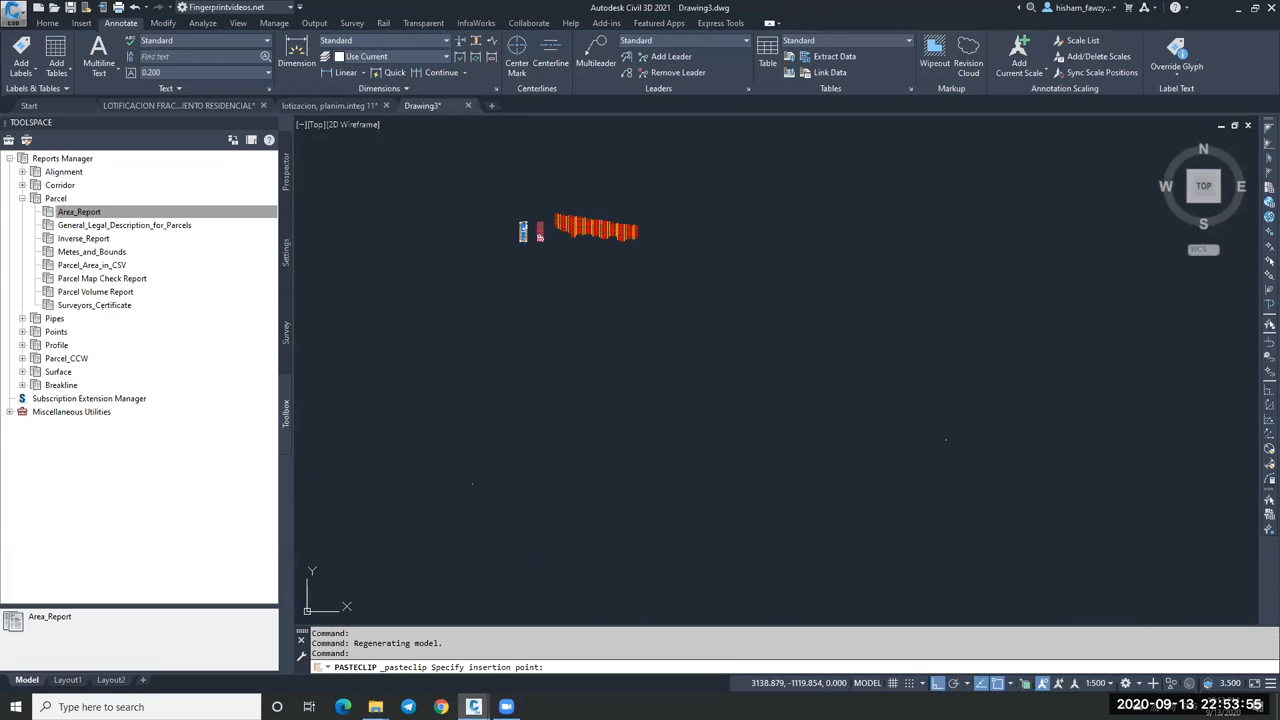 Fingerprintvideos.net
Autodesk Civil 3D 2021 Drawing3.dwg
hisham_fawzy...
C3D
Home Insert Annotate Modify Analyze View Manage Output Survey Rail Transparent InfraWorks Collaborate Help Add-ins Featured Apps Express Tools
Add Labels
Add Tables
Labels & Tables
Multiline Text
Standard
Find text
0.200
Text
Dimension
Standard
Use Current
Linear Quick Continue
Dimensions
Center Mark
Centerline
Centerlines
Multileader
Standard
Add Leader
Remove Leader
Leaders
Table
Standard
Extract Data
Link Data
Tables
Wipeout
Revision Cloud
Markup
Add Current Scale
Scale List
Add/Delete Scales
Sync Scale Positions
Annotation Scaling
Override Glyph
Label Text
Start LOTIFICACION FRAC...IENTO RESIDENCIAL* lotizacion, planim.integ 11* Drawing3*
TOOLSPACE
Reports Manager
Alignment
Corridor
Parcel
Area_Report
General_Legal_Description_for_Parcels
Inverse_Report
Metes_and_Bounds
Parcel_Area_in_CSV
Parcel Map Check Report
Parcel Volume Report
Surveyors_Certificate
Pipes
Points
Profile
Parcel_CCW
Surface
Breakline
Subscription Extension Manager
Miscellaneous Utilities
Prospector
Settings
Survey
Toolbox
[−][Top][2D Wireframe]
N
W TOP E
S
WCS
Y
X
Area_Report
Command:
Command: Regenerating model.
Command:
PASTECLIP _pasteclip Specify insertion point:
Model Layout1 Layout2
3138.879, -1119.854, 0.000 MODEL 1:500 3.500
Type here to search
2020-09-13 22:53:55